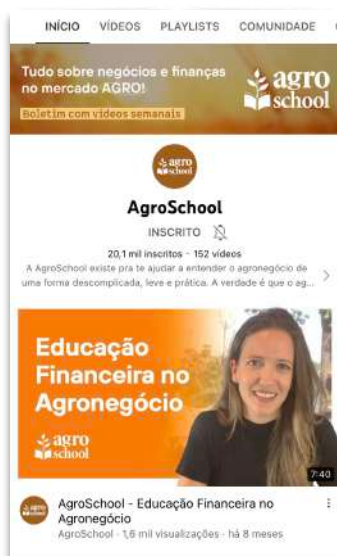 INÍCIO VÍDEOS PLAYLISTS COMUNIDADE
Tudo sobre negócios e finanças
no mercado AGRO!
Boletim com vídeos semanais
agro
school
agro
school
AgroSchool
INSCRITO
20,1 mil inscritos - 152 vídeos
A AgroSchool existe pra te ajudar a entender o agronegócio de
uma forma descomplicada, leve e prática. A verdade é que o ag...
Educação
Financeira no
Agronegócio
agro
school
7:40
agro
school
AgroSchool - Educação Financeira no
Agronegócio
AgroSchool · 1,6 mil visualizações · há 8 meses